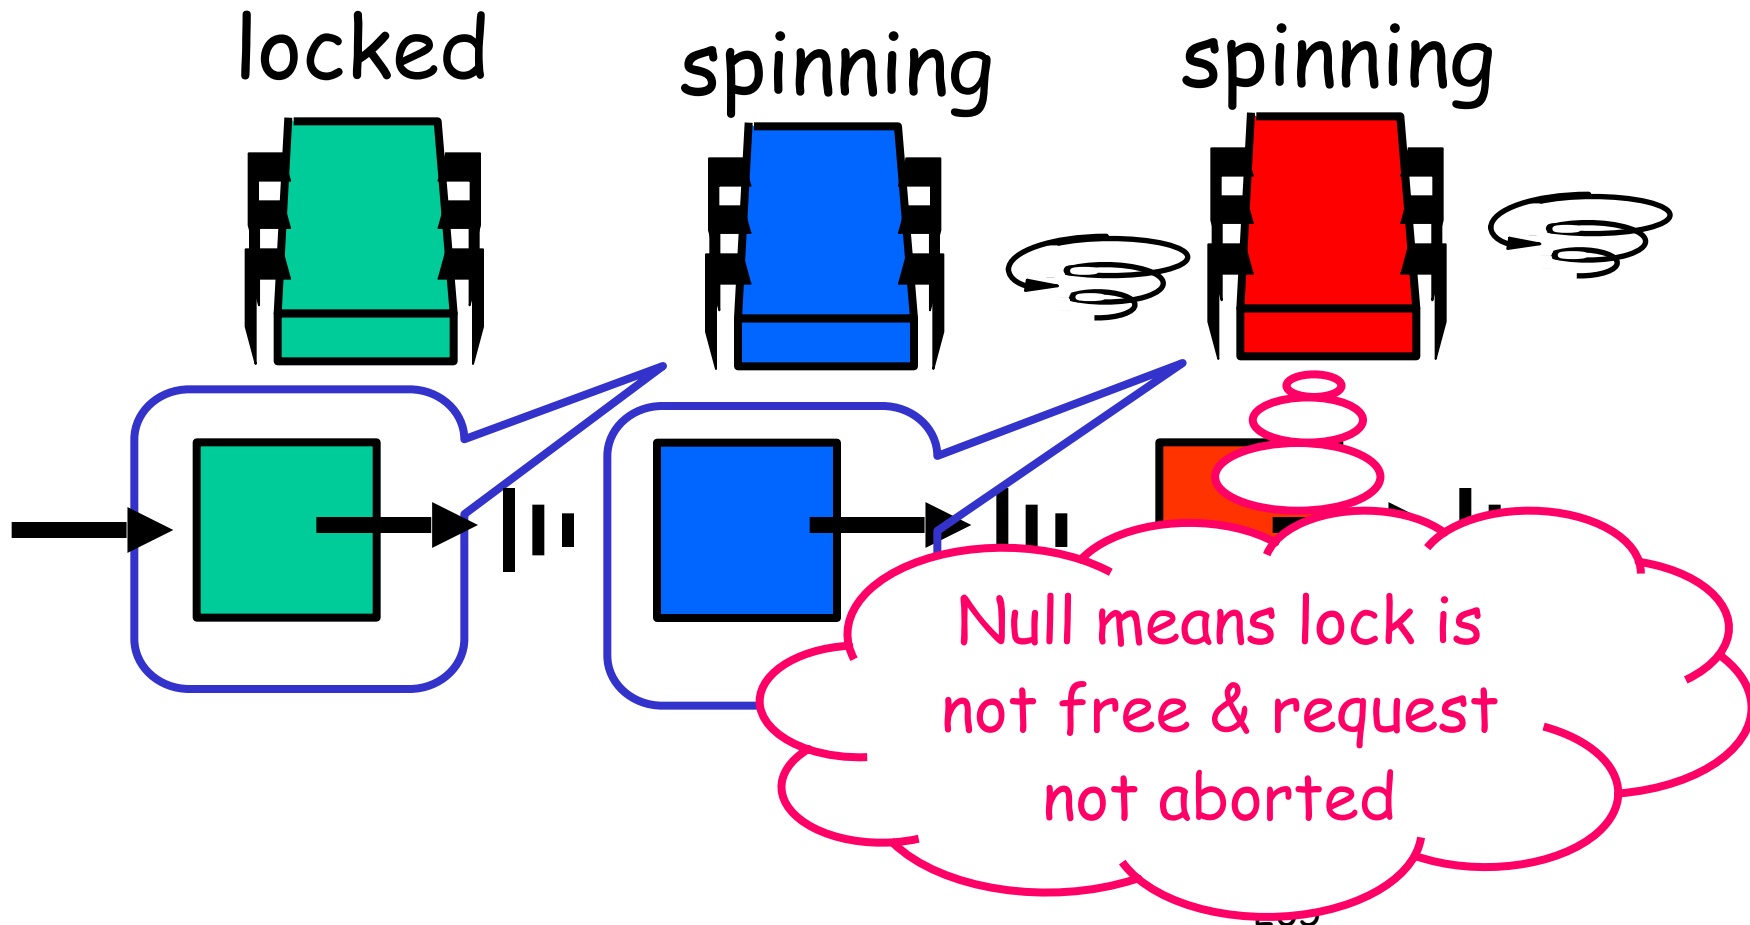 locked
spinning
spinning
Null means lock is
not free & request
not aborted